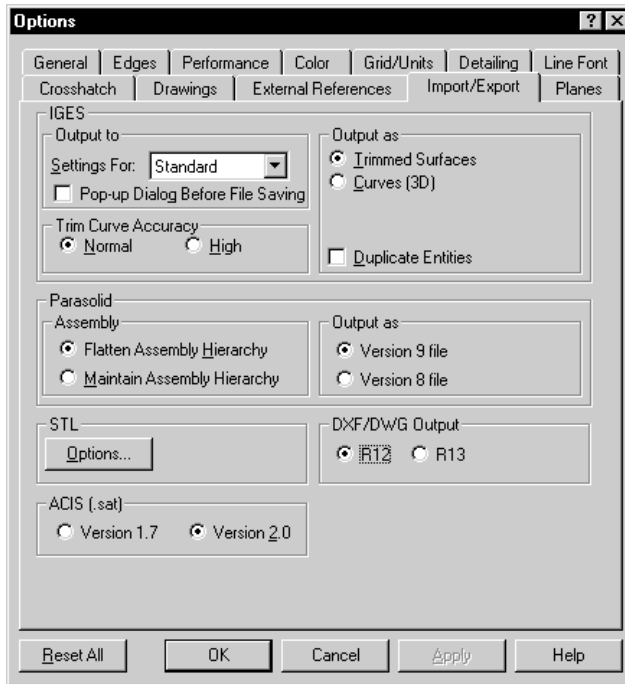 Options
General Edges Performance Color Grid/Units Detailing Line Font
Crosshatch Drawings External References Import/Export Planes
IGES
Output to
Settings For: Standard
Pop-up Dialog Before File Saving
Trim Curve Accuracy
Normal High
Output as
Trimmed Surfaces
Curves (3D)
Duplicate Entities
Parasolid
Assembly
Flatten Assembly Hierarchy
Maintain Assembly Hierarchy
Output as
Version 9 file
Version 8 file
STL
Options...
DXF/DWG Output
R12 R13
ACIS (.sat)
Version 1.7 Version 2.0
Reset All OK Cancel Apply Help